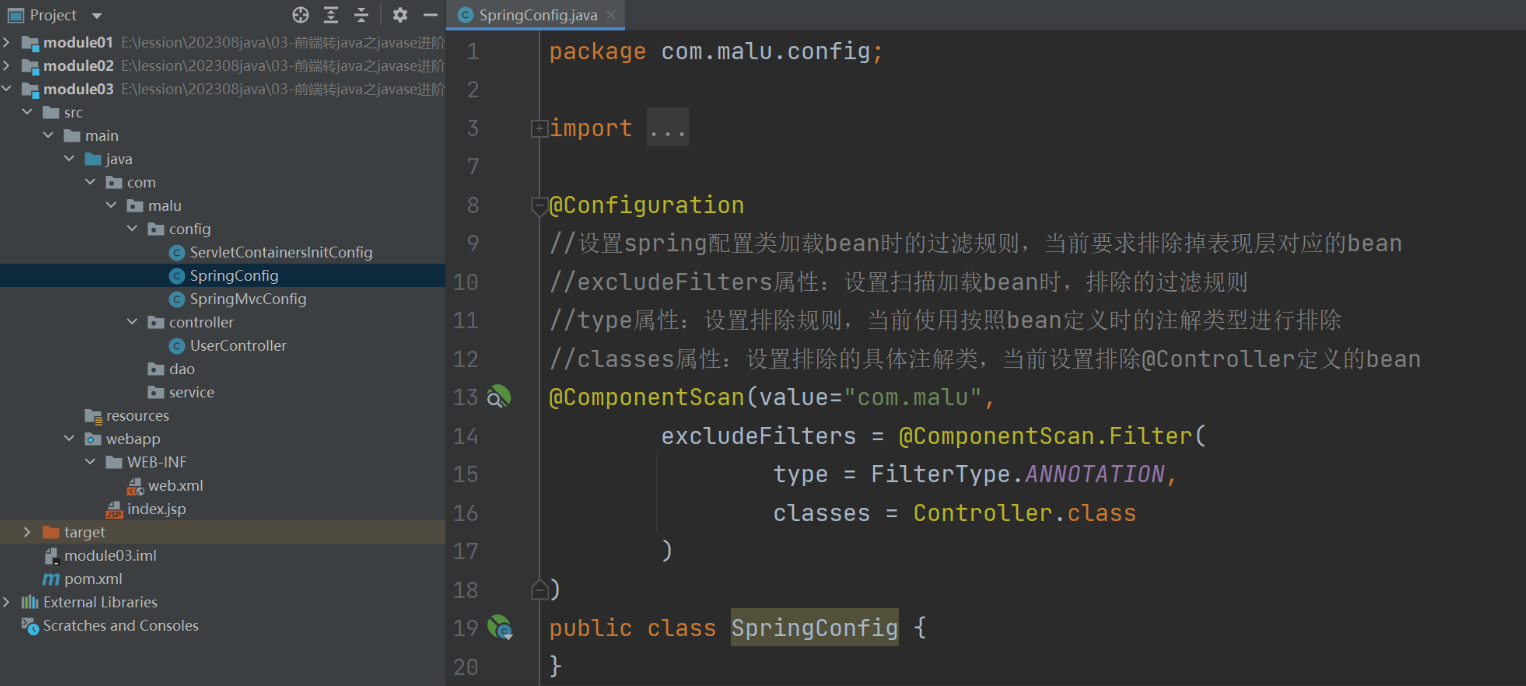 Project
module01 E:\lession\202308java\03-前端转java之javase进阶
module02 E:\lession\202308java\03-前端转java之javase进阶
module03 E:\lession\202308java\03-前端转java之javase进阶
src
main
java
com
malu
config
ServletContainersInitConfig
SpringConfig
SpringMvcConfig
controller
UserController
dao
service
resources
webapp
WEB-INF
web.xml
index.jsp
target
module03.iml
pom.xml
External Libraries
Scratches and Consoles
SpringConfig.java
1 package com.malu.config;
2
3 import ...
7
8 @Configuration
9 //设置spring配置类加载bean时的过滤规则，当前要求排除掉表现层对应的bean
10 //excludeFilters属性：设置扫描加载bean时，排除的过滤规则
11 //type属性：设置排除规则，当前使用按照bean定义时的注解类型进行排除
12 //classes属性：设置排除的具体注解类，当前设置排除@Controller定义的bean
13 @ComponentScan(value="com.malu",
14 excludeFilters = @ComponentScan.Filter(
15 type = FilterType.ANNOTATION,
16 classes = Controller.class
17 )
18 )
19 public class SpringConfig {
20 }